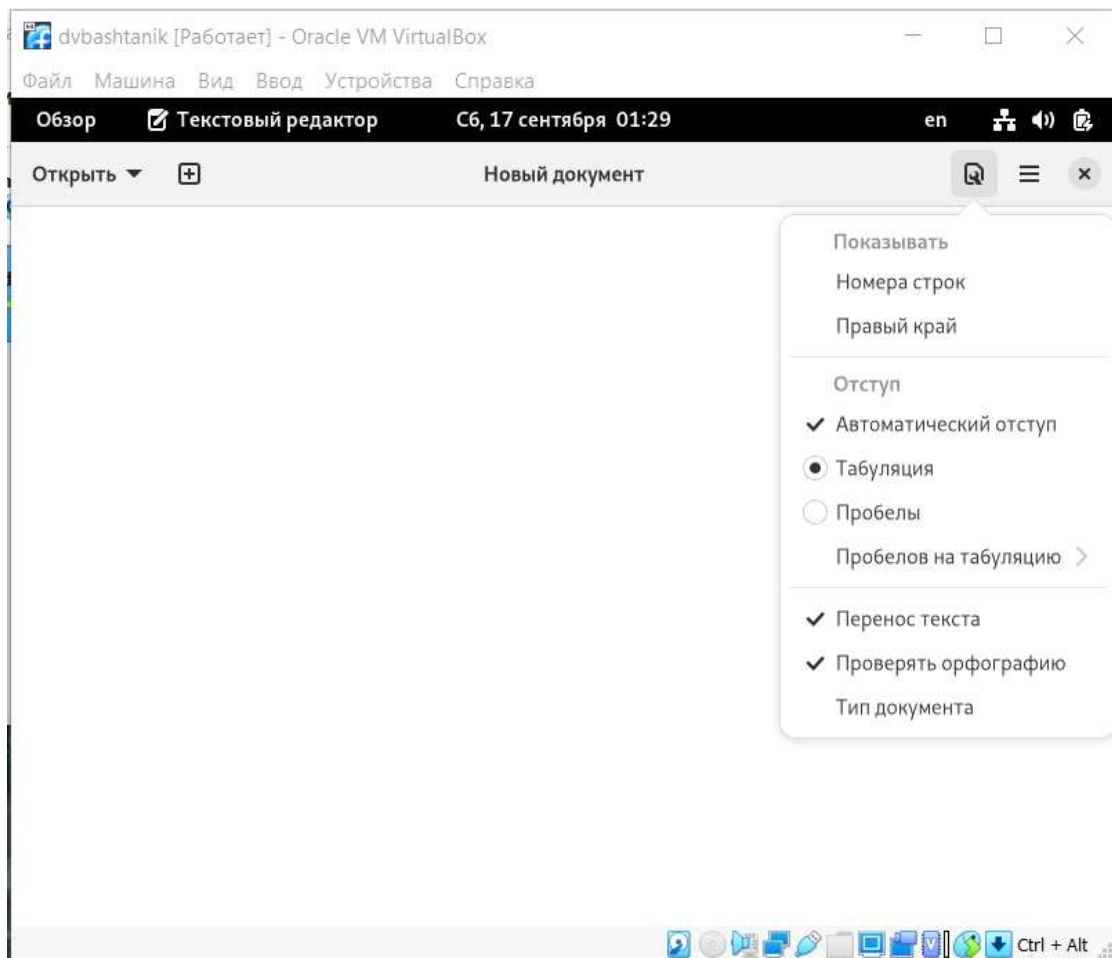 dvbashtanik [Работает] - Oracle VM VirtualBox
Файл Машина Вид Ввод Устройства Справка
Обзор Текстовый редактор Сб, 17 сентября 01:29 en
Открыть Новый документ
Показывать
Номера строк
Правый край
Отступ
Автоматический отступ
Табуляция
Пробелы
Пробелов на табуляцию
Перенос текста
Проверять орфографию
Тип документа
Ctrl + Alt